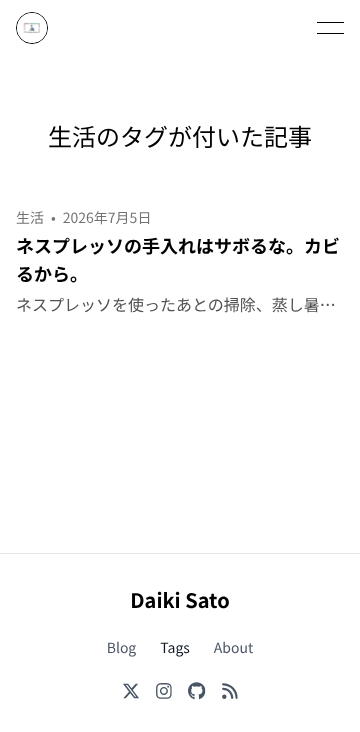 生活のタグが付いた記事
生活 • 2026年7月5日
ネスプレッソの手入れはサボるな。カビ
るから。
ネスプレッソを使ったあとの掃除、蒸し暑…
Daiki Sato
Blog Tags About